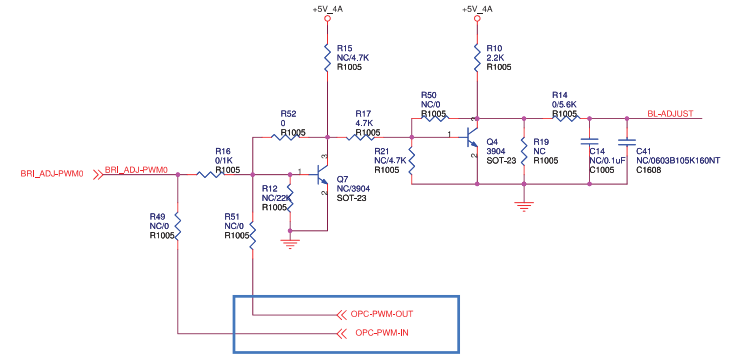 +5V_4A
+5V_4A
R15
NC/4.7K
R1005
R10
2.2K
R1005
R52
0
R1005
R17
4.7K
R1005
R50
NC/0
R1005
R14
0/5.6K
R1005
BL-ADJUST
3
1
2
Q4
3904
SOT-23
2
R19
NC
R1005
C14
NC/0.1uF
C1005
C41
NC/0603B105K160NT
C1608
R21
NC/4.7K
R1005
R16
0/1K
R1005
BRI_ADJ-PWM0
BRI_ADJ-PWM0
1
Q7
NC/3904
SOT-23
2
R12
NC/22K
R1005
R49
NC/0
R1005
R51
NC/0
R1005
OPC-PWM-OUT
OPC-PWM-IN